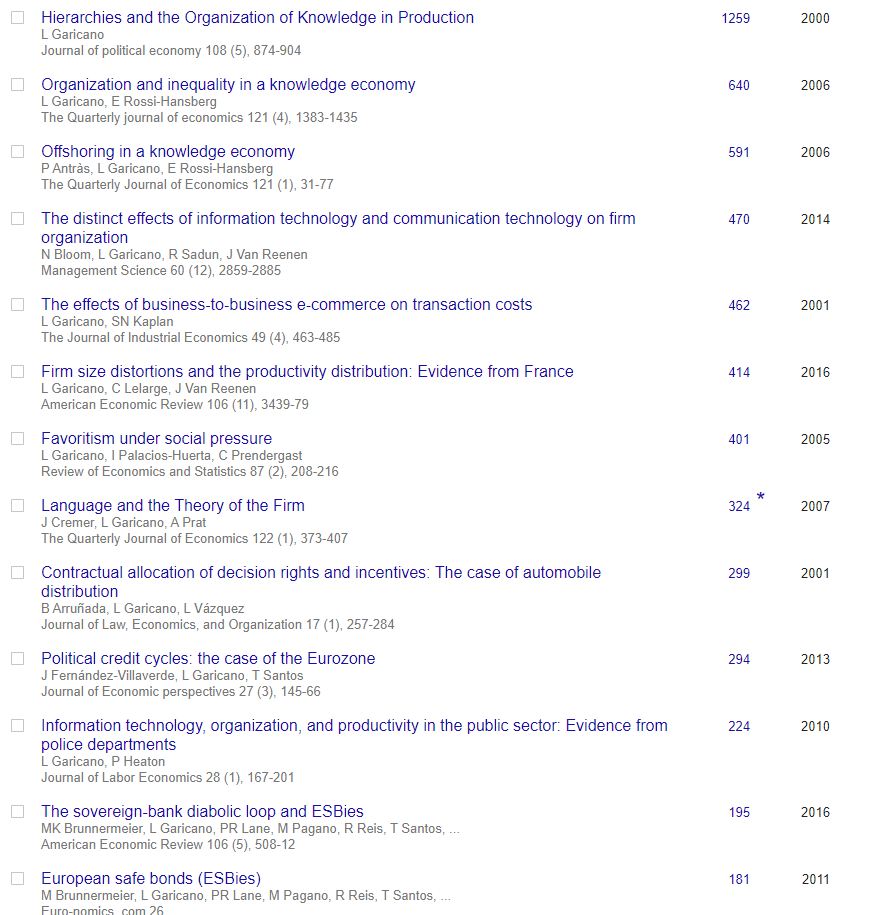 Hierarchies and the Organization of Knowledge in Production 1259 2000
L Garicano
Journal of political economy 108 (5), 874-904
Organization and inequality in a knowledge economy 640 2006
L Garicano, E Rossi-Hansberg
The Quarterly journal of economics 121 (4), 1383-1435
Offshoring in a knowledge economy 591 2006
P Antràs, L Garicano, E Rossi-Hansberg
The Quarterly Journal of Economics 121 (1), 31-77
The distinct effects of information technology and communication technology on firm 470 2014
organization
N Bloom, L Garicano, R Sadun, J Van Reenen
Management Science 60 (12), 2859-2885
The effects of business-to-business e-commerce on transaction costs 462 2001
L Garicano, SN Kaplan
The Journal of Industrial Economics 49 (4), 463-485
Firm size distortions and the productivity distribution: Evidence from France 414 2016
L Garicano, C Lelarge, J Van Reenen
American Economic Review 106 (11), 3439-79
Favoritism under social pressure 401 2005
L Garicano, I Palacios-Huerta, C Prendergast
Review of Economics and Statistics 87 (2), 208-216
Language and the Theory of the Firm 324 * 2007
J Cremer, L Garicano, A Prat
The Quarterly Journal of Economics 122 (1), 373-407
Contractual allocation of decision rights and incentives: The case of automobile 299 2001
distribution
B Arruñada, L Garicano, L Vázquez
Journal of Law, Economics, and Organization 17 (1), 257-284
Political credit cycles: the case of the Eurozone 294 2013
J Fernández-Villaverde, L Garicano, T Santos
Journal of Economic perspectives 27 (3), 145-66
Information technology, organization, and productivity in the public sector: Evidence from 224 2010
police departments
L Garicano, P Heaton
Journal of Labor Economics 28 (1), 167-201
The sovereign-bank diabolic loop and ESBies 195 2016
MK Brunnermeier, L Garicano, PR Lane, M Pagano, R Reis, T Santos, ...
American Economic Review 106 (5), 508-12
European safe bonds (ESBies) 181 2011
M Brunnermeier, L Garicano, PR Lane, M Pagano, R Reis, T Santos, ...
Euro-nomics. com 26